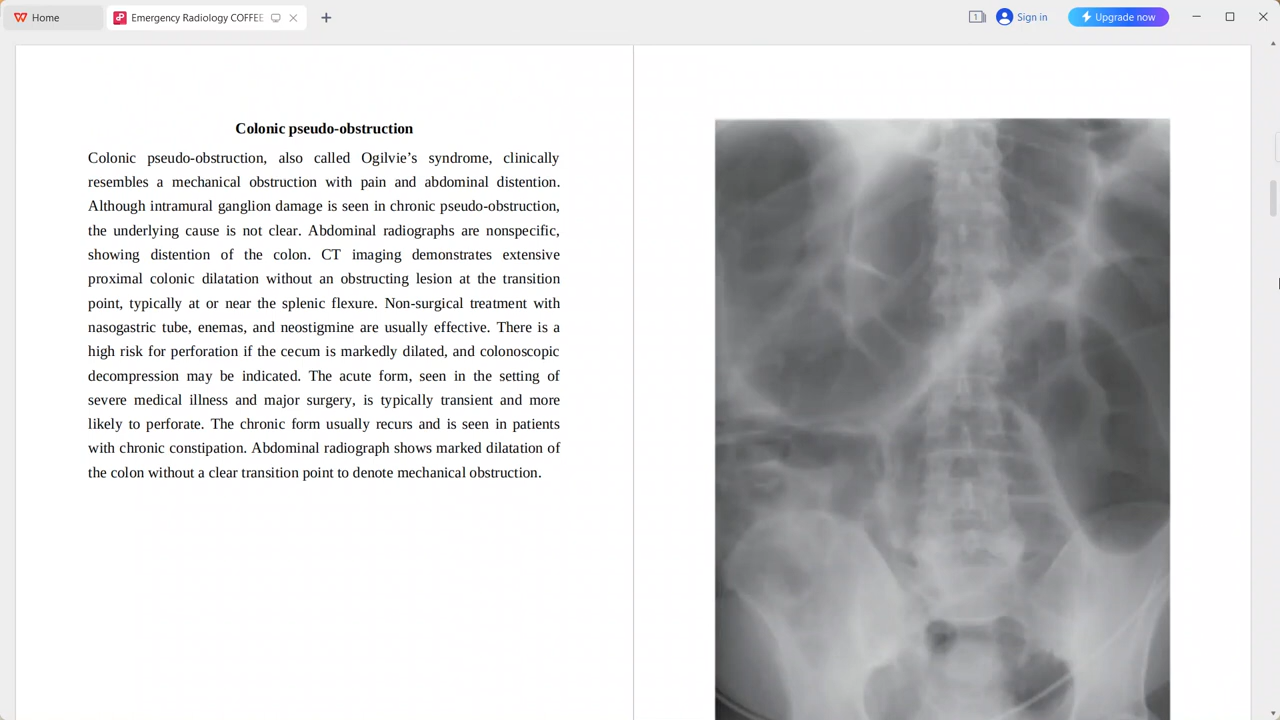 Home
Emergency Radiology COFFEE
1
Sign in
Upgrade now
Colonic pseudo-obstruction
Colonic pseudo-obstruction, also called Ogilvie’s syndrome, clinically
resembles a mechanical obstruction with pain and abdominal distention.
Although intramural ganglion damage is seen in chronic pseudo-obstruction,
the underlying cause is not clear. Abdominal radiographs are nonspecific,
showing distention of the colon. CT imaging demonstrates extensive
proximal colonic dilatation without an obstructing lesion at the transition
point, typically at or near the splenic flexure. Non-surgical treatment with
nasogastric tube, enemas, and neostigmine are usually effective. There is a
high risk for perforation if the cecum is markedly dilated, and colonoscopic
decompression may be indicated. The acute form, seen in the setting of
severe medical illness and major surgery, is typically transient and more
likely to perforate. The chronic form usually recurs and is seen in patients
with chronic constipation. Abdominal radiograph shows marked dilatation of
the colon without a clear transition point to denote mechanical obstruction.